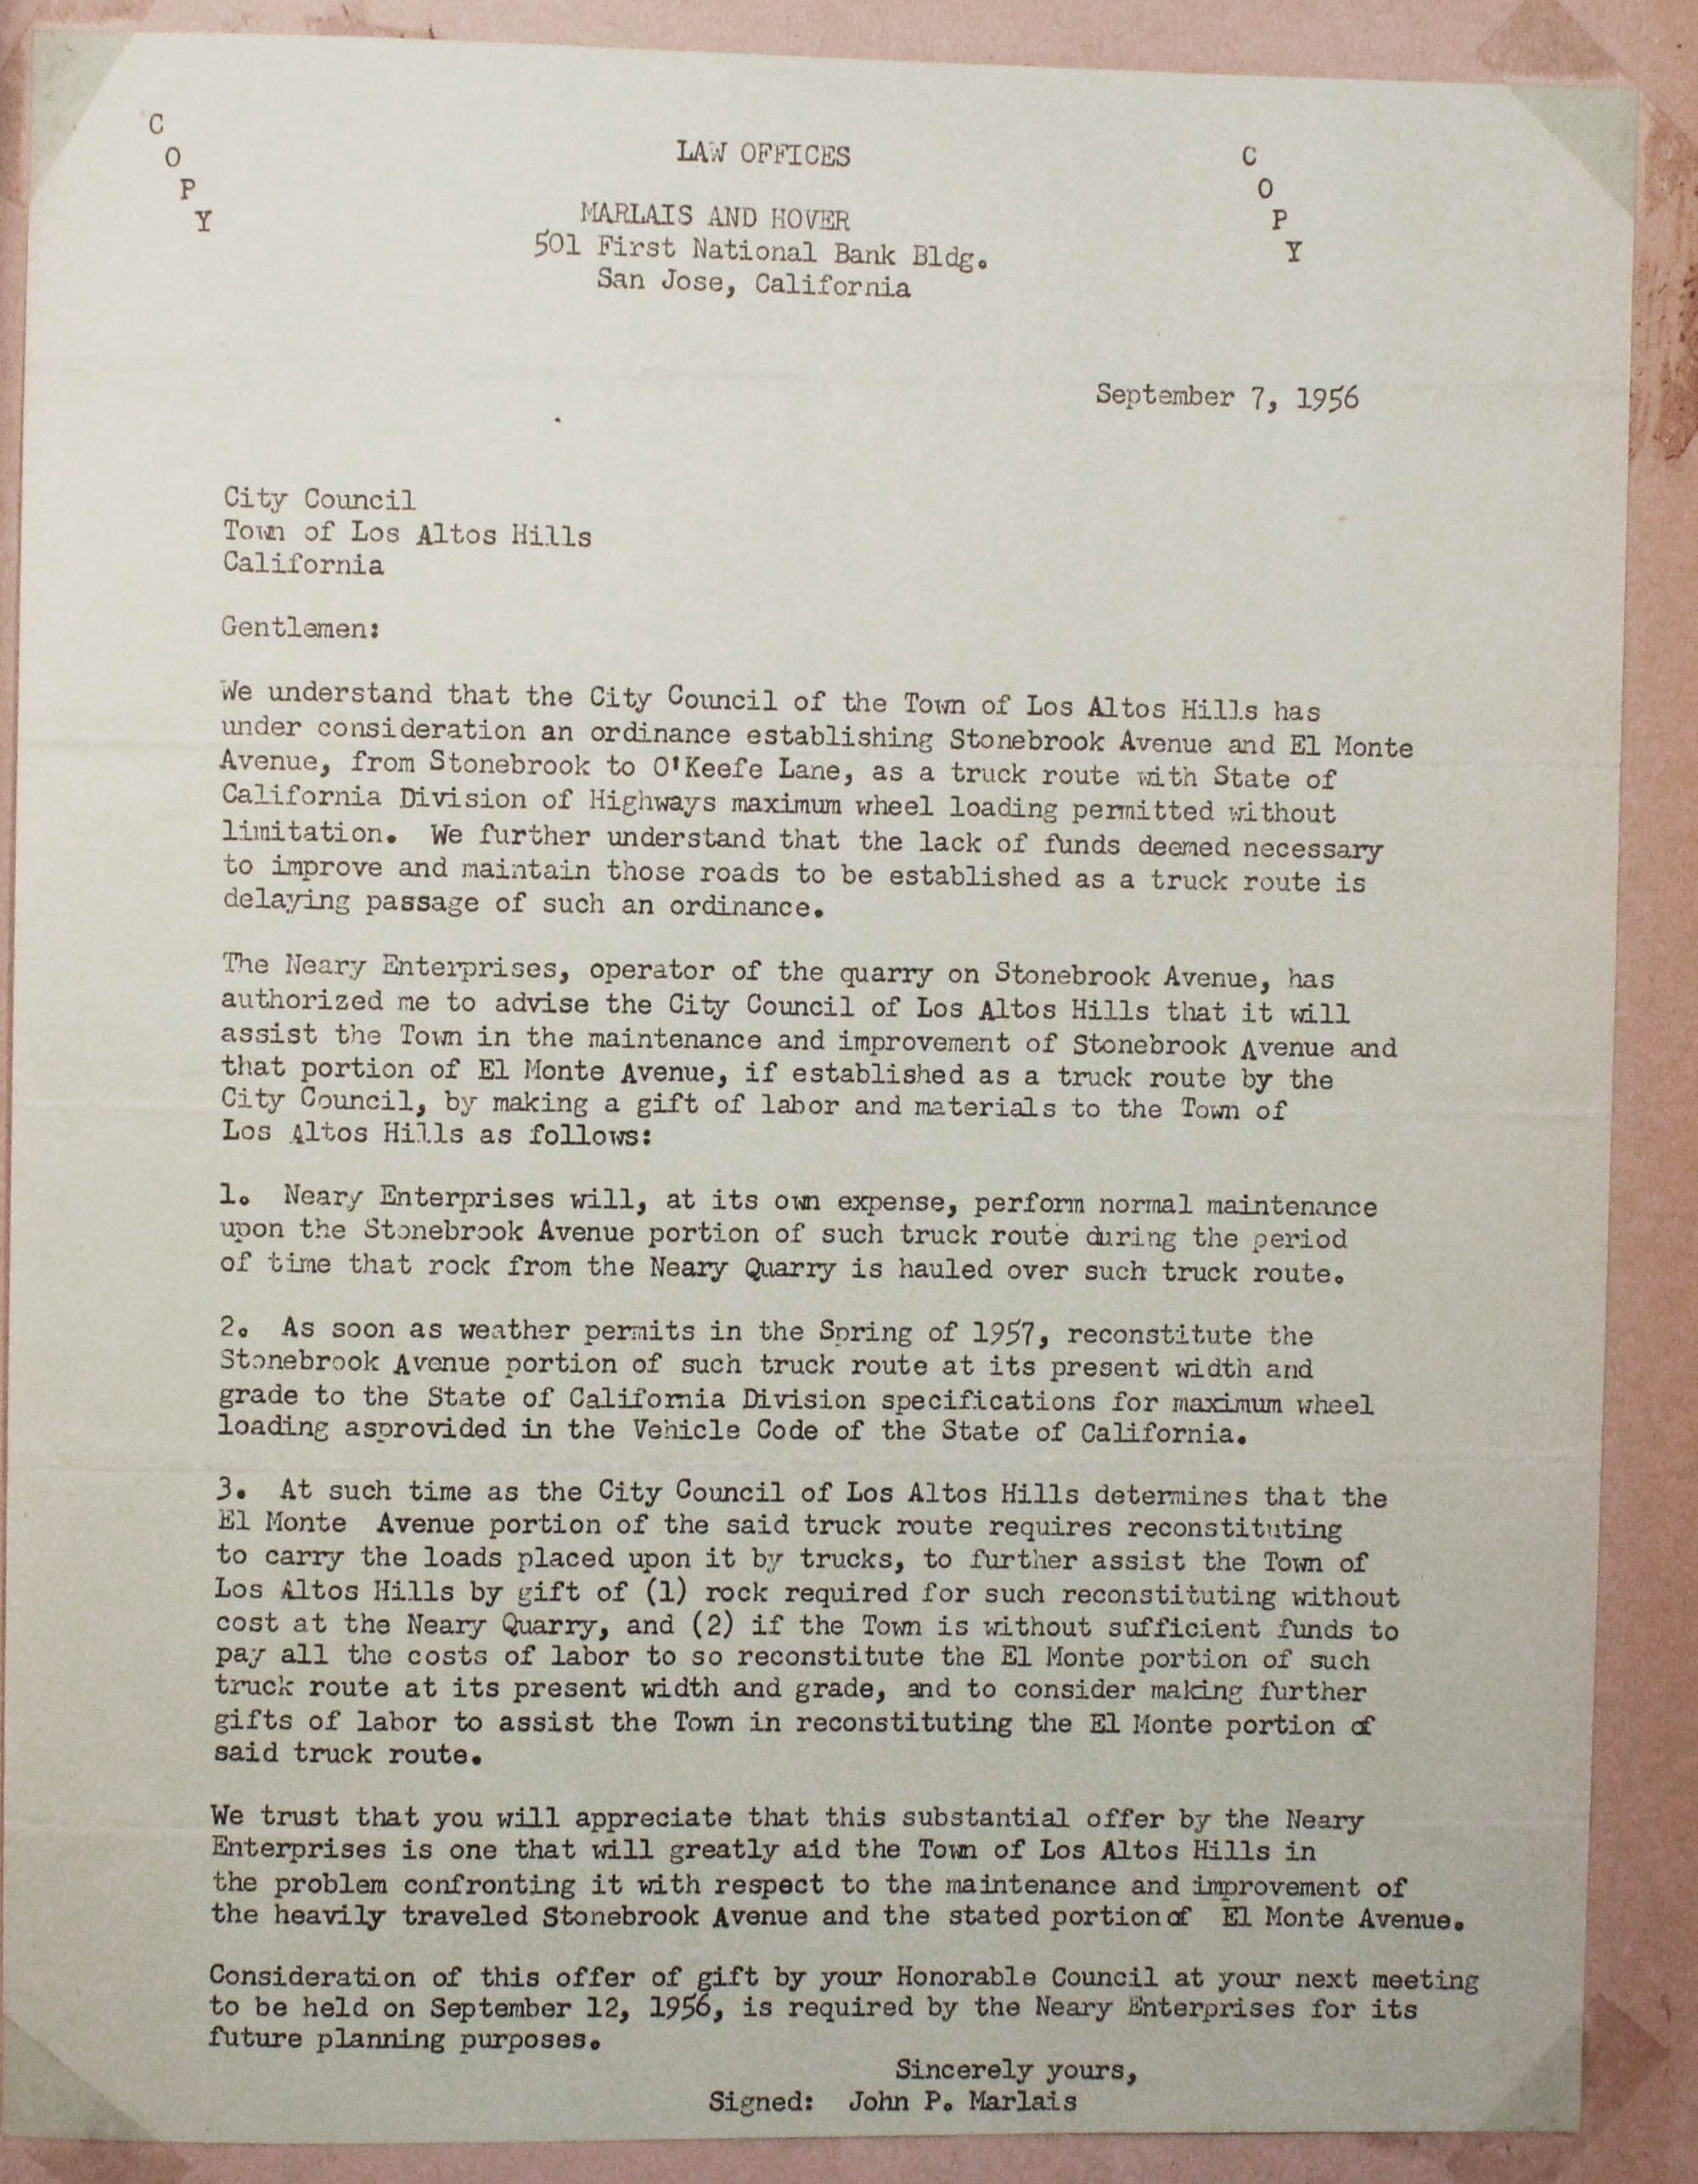 C C
O LAW OFFICES O
P P
Y MARLAIS AND HOVER Y
501 First National Bank Bldg.
San Jose, California
September 7, 1956
City Council
Town of Los Altos Hills
California
Gentlemen:
We understand that the City Council of the Town of Los Altos Hills has
under consideration an ordinance establishing Stonebrook Avenue and El Monte
Avenue, from Stonebrook to O'Keefe Lane, as a truck route with State of
California Division of Highways maximum wheel loading permitted without
limitation. We further understand that the lack of funds deemed necessary
to improve and maintain those roads to be established as a truck route is
delaying passage of such an ordinance.
The Neary Enterprises, operator of the quarry on Stonebrook Avenue, has
authorized me to advise the City Council of Los Altos Hills that it will
assist the Town in the maintenance and improvement of Stonebrook Avenue and
that portion of El Monte Avenue, if established as a truck route by the
City Council, by making a gift of labor and materials to the Town of
Los Altos Hills as follows:
1. Neary Enterprises will, at its own expense, perform normal maintenance
upon the Stonebrook Avenue portion of such truck route during the period
of time that rock from the Neary Quarry is hauled over such truck route.
2. As soon as weather permits in the Spring of 1957, reconstitute the
Stonebrook Avenue portion of such truck route at its present width and
grade to the State of California Division specifications for maximum wheel
loading asprovided in the Vehicle Code of the State of California.
3. At such time as the City Council of Los Altos Hills determines that the
El Monte Avenue portion of the said truck route requires reconstituting
to carry the loads placed upon it by trucks, to further assist the Town of
Los Altos Hills by gift of (1) rock required for such reconstituting without
cost at the Neary Quarry, and (2) if the Town is without sufficient funds to
pay all the costs of labor to so reconstitute the El Monte portion of such
truck route at its present width and grade, and to consider making further
gifts of labor to assist the Town in reconstituting the El Monte portion of
said truck route.
We trust that you will appreciate that this substantial offer by the Neary
Enterprises is one that will greatly aid the Town of Los Altos Hills in
the problem confronting it with respect to the maintenance and improvement of
the heavily traveled Stonebrook Avenue and the stated portion of El Monte Avenue.
Consideration of this offer of gift by your Honorable Council at your next meeting
to be held on September 12, 1956, is required by the Neary Enterprises for its
future planning purposes.
Sincerely yours,
Signed: John P. Marlais